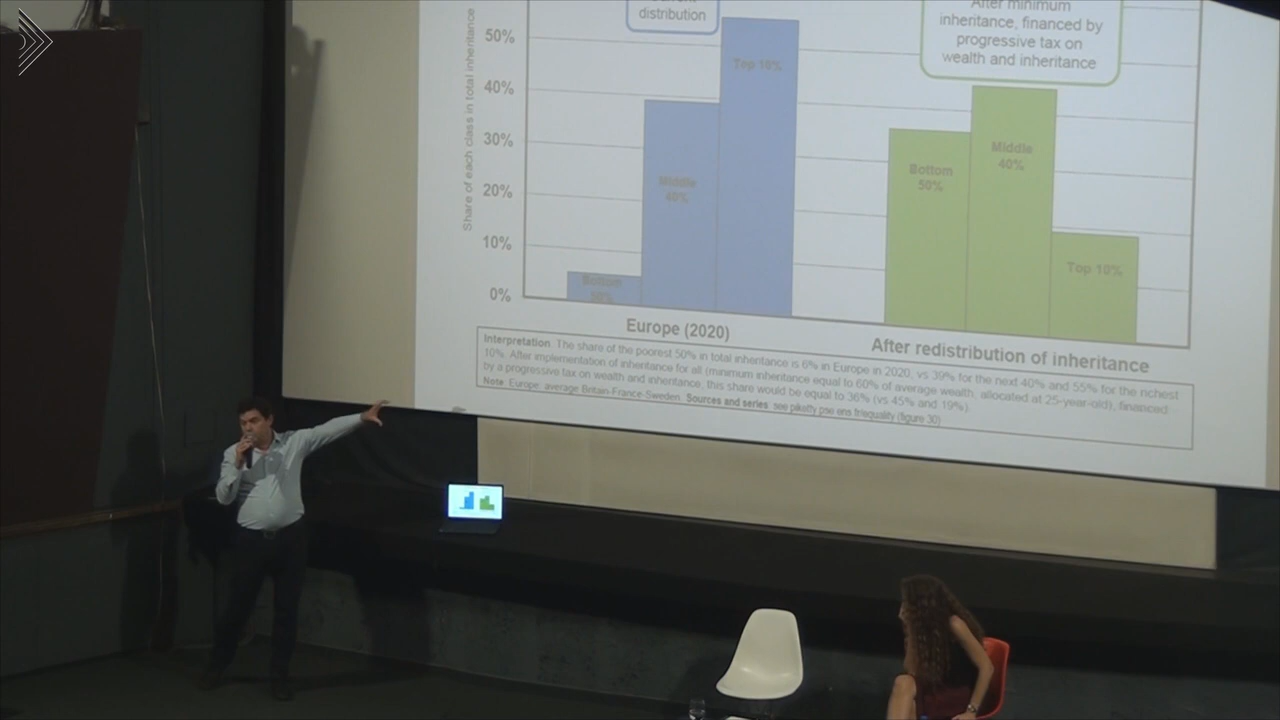 distribution
After minimum
inheritance, financed by
progressive tax on
wealth and inheritance
Share of each class in total inheritance
50%
40%
30%
20%
10%
0%
Bottom
50%
Middle
40%
Top 10%
Bottom
50%
Middle
40%
Top 10%
Europe (2020)
After redistribution of inheritance
Interpretation. The share of the poorest 50% in total inheritance is 6% in Europe in 2020, vs 39% for the next 40% and 55% for the richest
10%. After implementation of inheritance for all (minimum inheritance equal to 60% of average wealth, allocated at 25-year-old), financed
by a progressive tax on wealth and inheritance, this share would be equal to 36% (vs 45% and 19%).
Note: Europe: average Britain-France-Sweden. Sources and series: see piketty.pse.ens.fr/equality (figure 30)